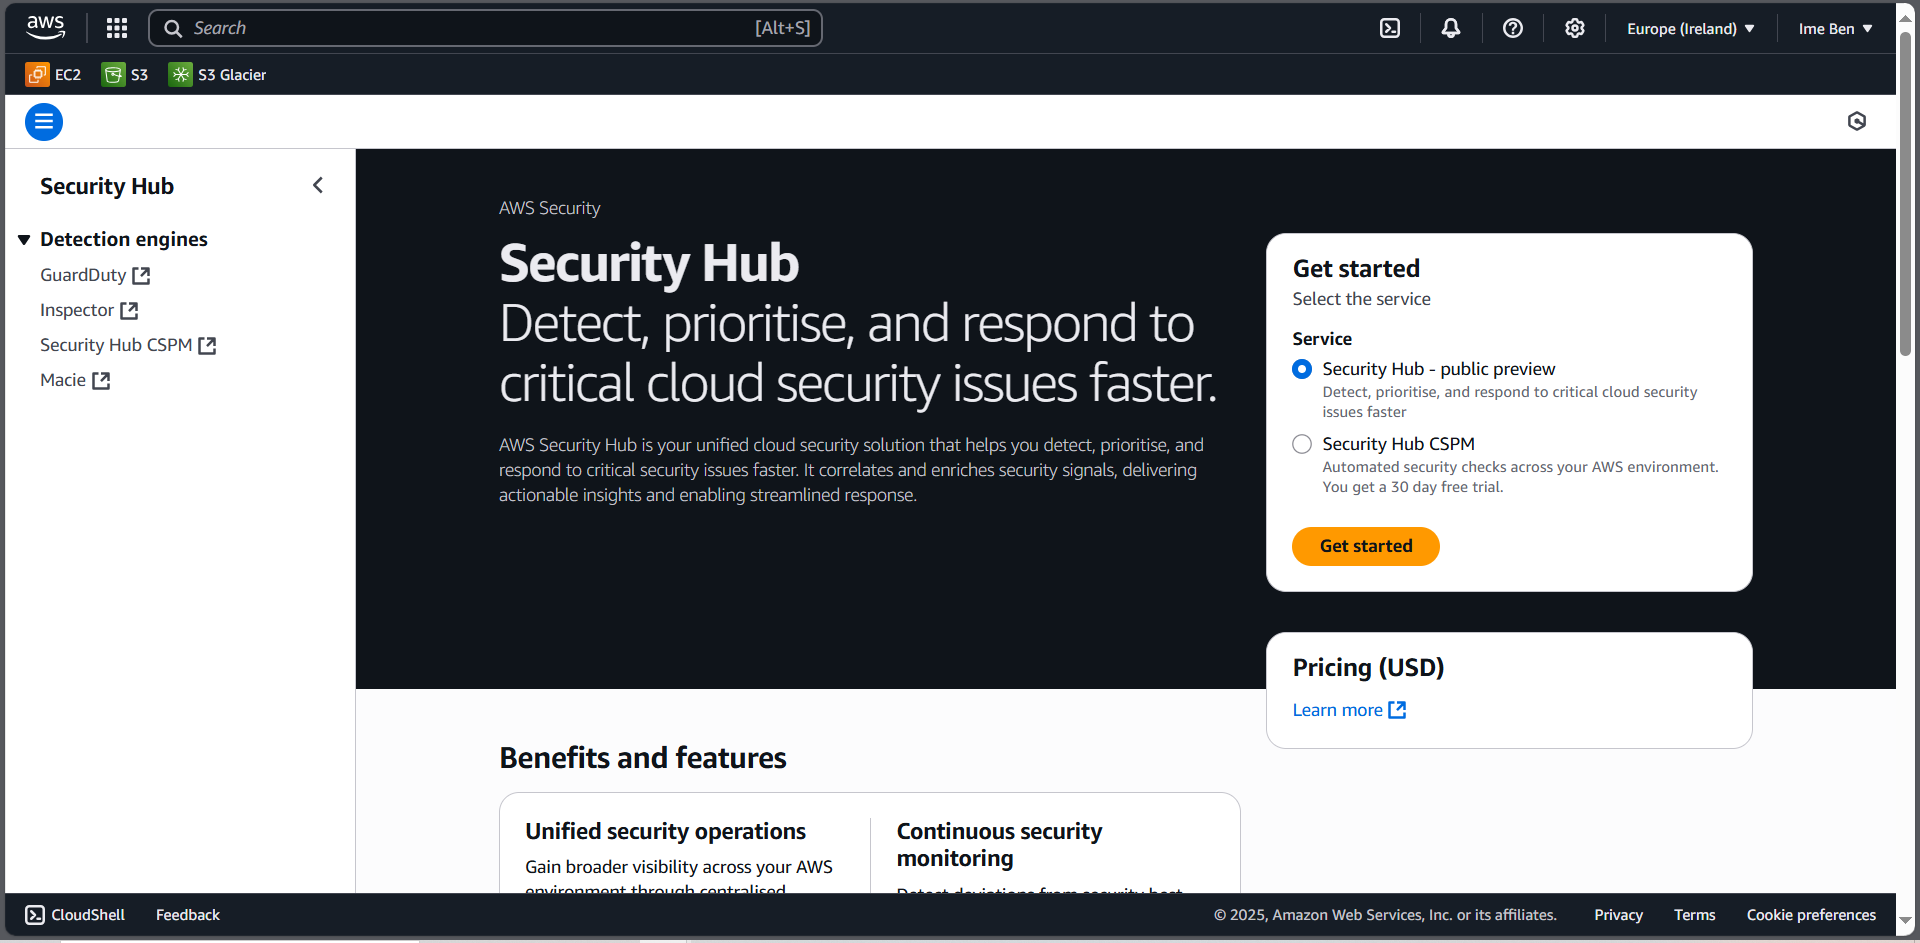 aws
Search [Alt+S]
Europe (Ireland)
Ime Ben
EC2
S3
S3 Glacier
Security Hub
Detection engines
GuardDuty
Inspector
Security Hub CSPM
Macie
AWS Security
Security Hub
Detect, prioritise, and respond to
critical cloud security issues faster.
AWS Security Hub is your unified cloud security solution that helps you detect, prioritise, and
respond to critical security issues faster. It correlates and enriches security signals, delivering
actionable insights and enabling streamlined response.
Get started
Select the service
Service
Security Hub - public preview
Detect, prioritise, and respond to critical cloud security
issues faster
Security Hub CSPM
Automated security checks across your AWS environment.
You get a 30 day free trial.
Get started
Pricing (USD)
Learn more
Benefits and features
Unified security operations
Gain broader visibility across your AWS
environment through centralised
Continuous security
monitoring
Detect deviations from security best
CloudShell
Feedback
© 2025, Amazon Web Services, Inc. or its affiliates.
Privacy
Terms
Cookie preferences